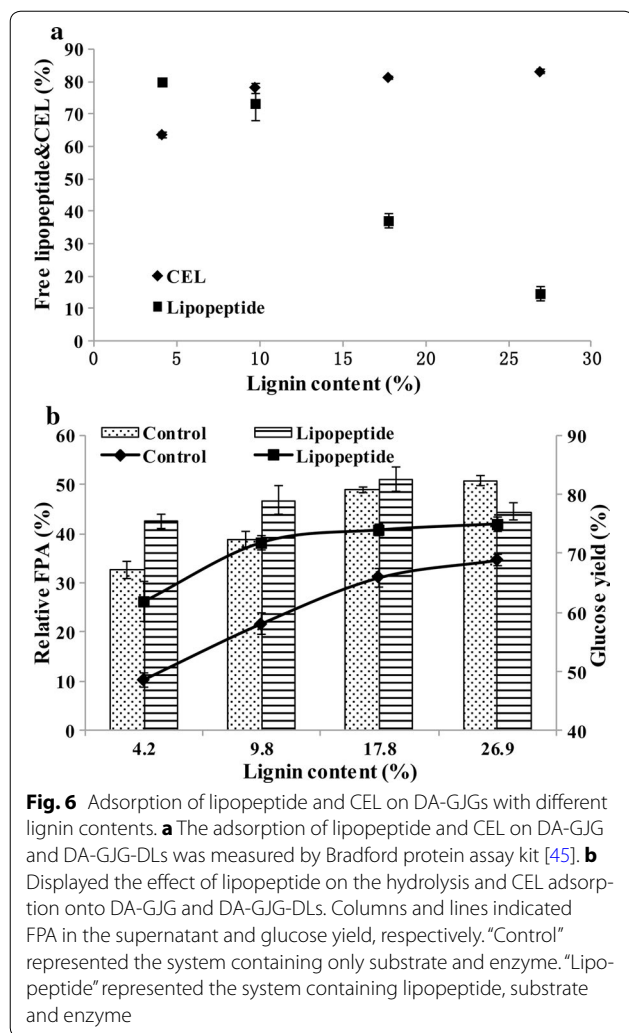 a
Free lipopeptide&CEL (%)
90
80
70
60
50
40
30
20
10
0
CEL
Lipopeptide
0 5 10 15 20 25 30
Lignin content (%)
b
Control Lipopeptide
Control Lipopeptide
Relative FPA (%)
60
50
40
30
20
10
0
90
80
70
60
50
40
Glucose yield (%)
4.2 9.8 17.8 26.9
Lignin content (%)
Fig. 6 Adsorption of lipopeptide and CEL on DA-GJGs with different
lignin contents. a The adsorption of lipopeptide and CEL on DA-GJG
and DA-GJG-DLs was measured by Bradford protein assay kit [45]. b
Displayed the effect of lipopeptide on the hydrolysis and CEL adsorp-
tion onto DA-GJG and DA-GJG-DLs. Columns and lines indicated
FPA in the supernatant and glucose yield, respectively. “Control”
represented the system containing only substrate and enzyme. “Lipo-
peptide” represented the system containing lipopeptide, substrate
and enzyme